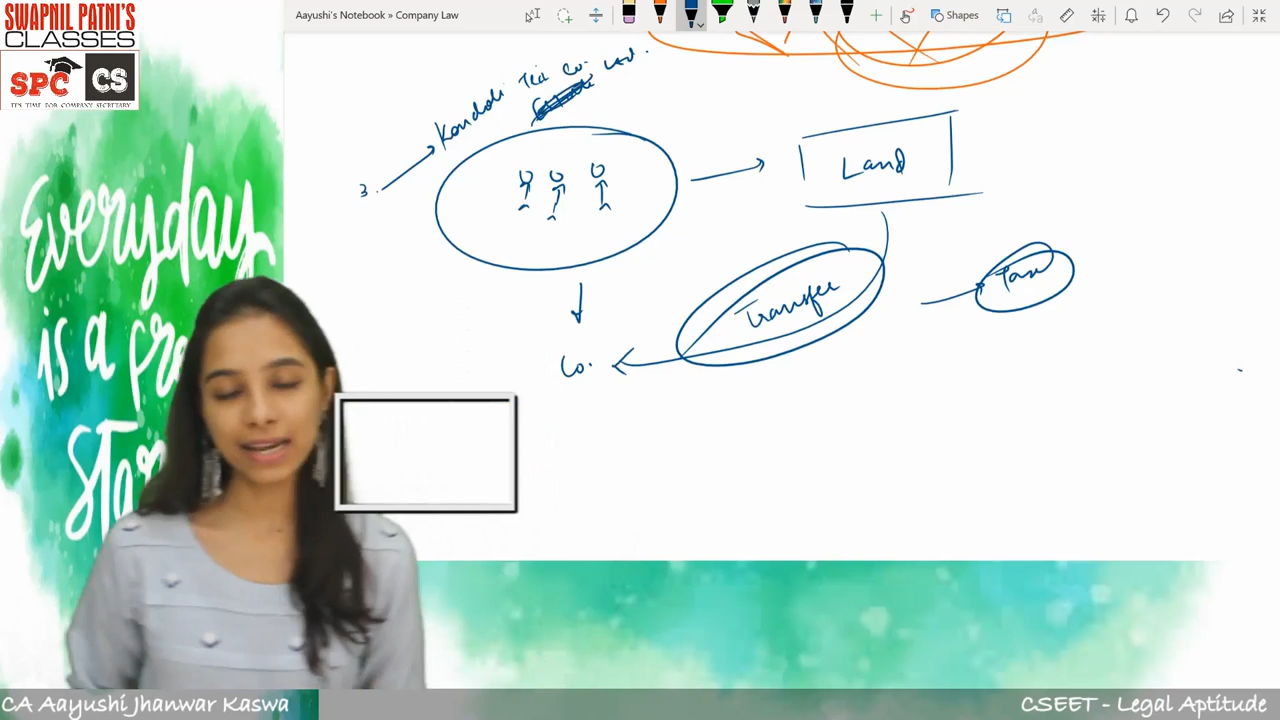 SWAPNIL PATNI'S
CLASSES
SPC CS
IT'S TIME FOR COMPANY SECRETARY
Aayushi's Notebook » Company Law
Shapes
Everyday
is a
Kondoli Tea Co. Ltd.
3.
Land
Transfer
Tax
Co.
CA Aayushi Jhanwar Kaswa
CSEET - Legal Aptitude